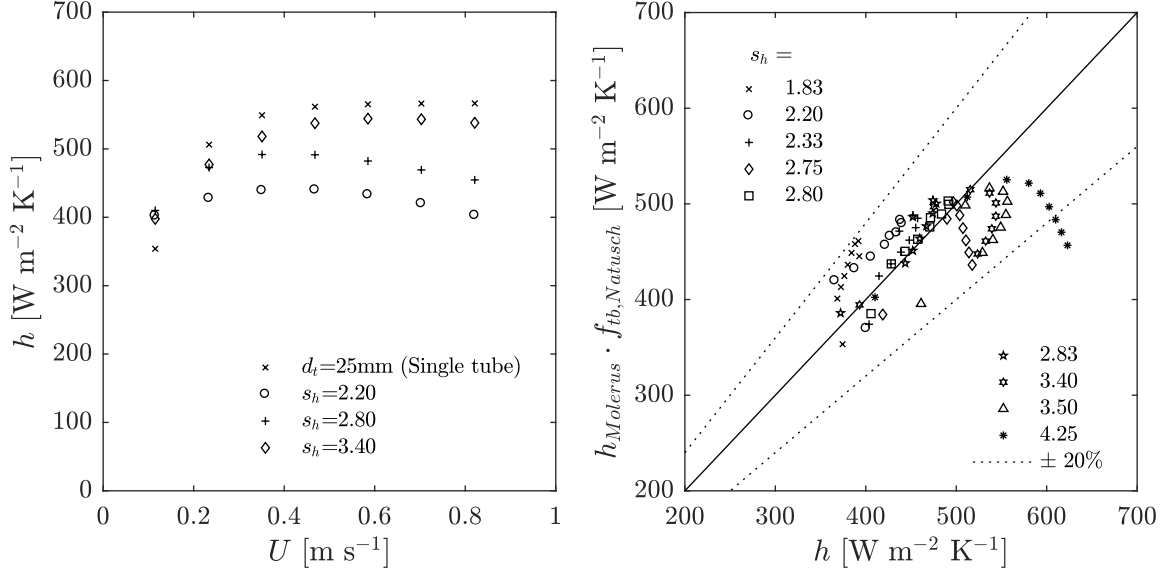 700
600
500
400
300
200
100
0
h [W m⁻² K⁻¹]
0 0.2 0.4 0.6 0.8 1
U [m s⁻¹]
d_t=25mm (Single tube)
s_h=2.20
s_h=2.80
s_h=3.40
700
600
500
400
300
200
h_Molerus · f_tb,Natusch [W m⁻² K⁻¹]
200 300 400 500 600 700
h [W m⁻² K⁻¹]
s_h =
1.83
2.20
2.33
2.75
2.80
2.83
3.40
3.50
4.25
± 20%